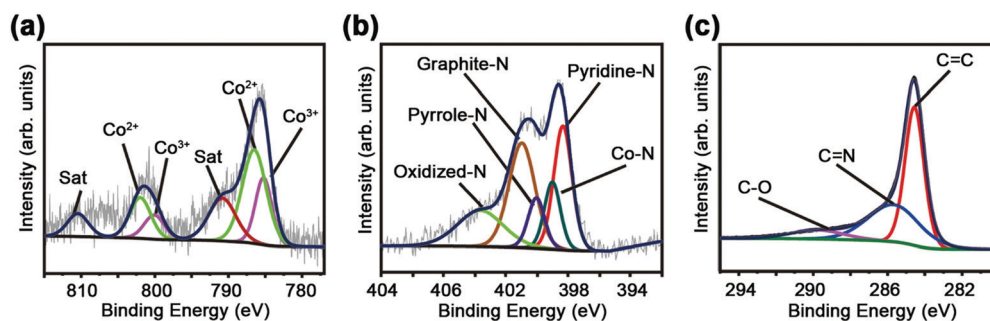 (a)
Intensity (arb. units)
Co2+
Co3+
Sat
Sat
Co2+
Co3+
810
800
790
780
Binding Energy (eV)
(b)
Intensity (arb. units)
Graphite-N
Pyrrole-N
Oxidized-N
Pyridine-N
Co-N
404
406
402
400
398
396
394
392
Binding Energy (eV)
(c)
Intensity (arb. units)
C=C
C=N
C-O
294
290
286
282
Binding Energy (eV)